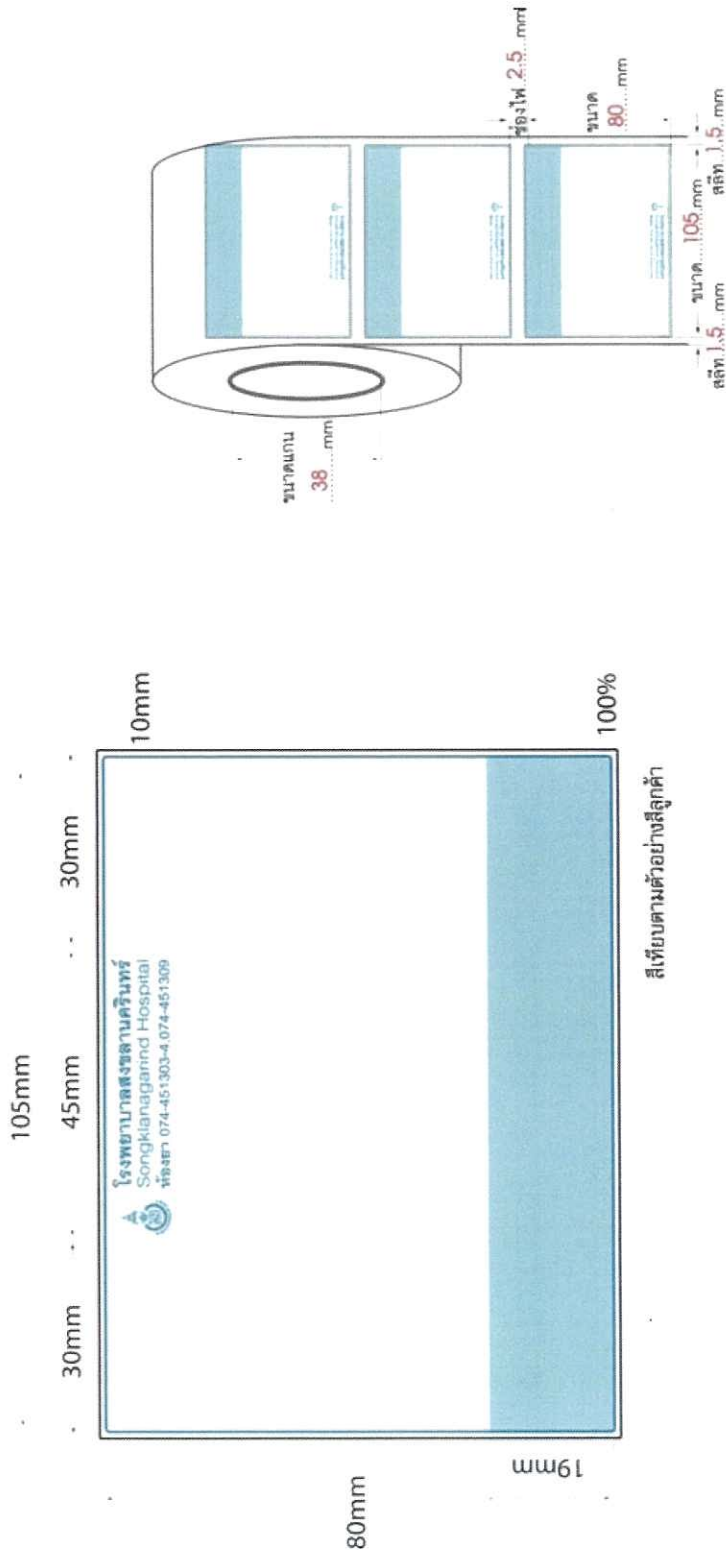 105mm
30mm
45mm
30mm
โรงพยาบาลสงขลานครินทร์
Songklanagarind Hospital
ห้องยา 074-451303-4,074-451309
10mm
80mm
19mm
100%
สีเทียบตามตัวอย่างสีลูกค้า
ขนาดแกน
38 mm
ช่องไฟ 2.5 mm
ขนาด
80 mm
สลิท 1.5 mm
ขนาด 105 mm
สลิท 1.5 mm